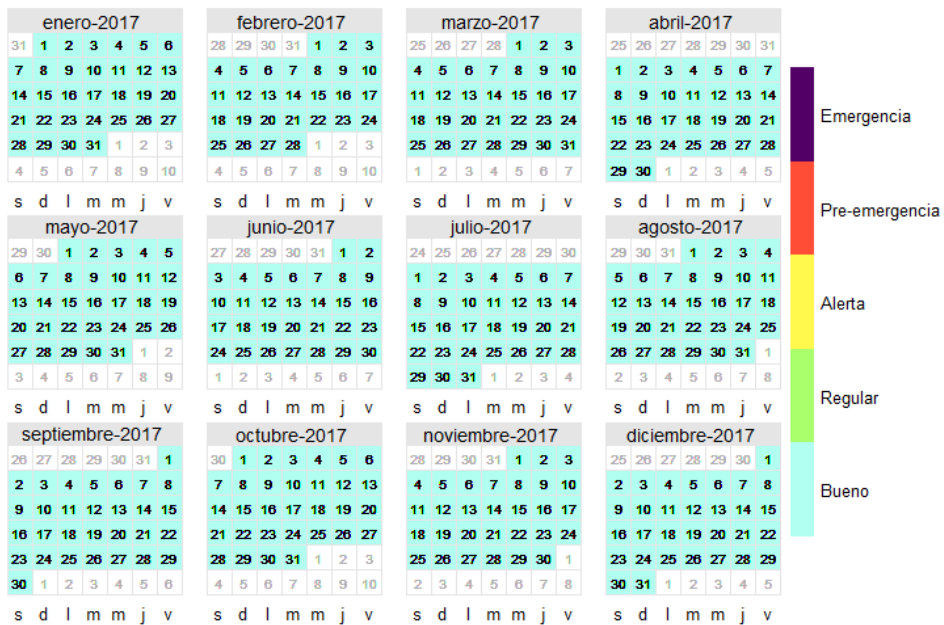 enero-2017
31 1 2 3 4 5 6
7 8 9 10 11 12 13
14 15 16 17 18 19 20
21 22 23 24 25 26 27
28 29 30 31 1 2 3
4 5 6 7 8 9 10
s d l m m j v
febrero-2017
28 29 30 31 1 2 3
4 5 6 7 8 9 10
11 12 13 14 15 16 17
18 19 20 21 22 23 24
25 26 27 28 1 2 3
4 5 6 7 8 9 10
s d l m m j v
marzo-2017
25 26 27 28 1 2 3
4 5 6 7 8 9 10
11 12 13 14 15 16 17
18 19 20 21 22 23 24
25 26 27 28 29 30 31
1 2 3 4 5 6 7
s d l m m j v
abril-2017
25 26 27 28 29 30 31
1 2 3 4 5 6 7
8 9 10 11 12 13 14
15 16 17 18 19 20 21
22 23 24 25 26 27 28
29 30 1 2 3 4 5
s d l m m j v
mayo-2017
29 30 1 2 3 4 5
6 7 8 9 10 11 12
13 14 15 16 17 18 19
20 21 22 23 24 25 26
27 28 29 30 31 1 2
3 4 5 6 7 8 9
s d l m m j v
junio-2017
27 28 29 30 31 1 2
3 4 5 6 7 8 9
10 11 12 13 14 15 16
17 18 19 20 21 22 23
24 25 26 27 28 29 30
1 2 3 4 5 6 7
s d l m m j v
julio-2017
24 25 26 27 28 29 30
1 2 3 4 5 6 7
8 9 10 11 12 13 14
15 16 17 18 19 20 21
22 23 24 25 26 27 28
29 30 31 1 2 3 4
s d l m m j v
agosto-2017
29 30 31 1 2 3 4
5 6 7 8 9 10 11
12 13 14 15 16 17 18
19 20 21 22 23 24 25
26 27 28 29 30 31 1
2 3 4 5 6 7 8
s d l m m j v
septiembre-2017
26 27 28 29 30 31 1
2 3 4 5 6 7 8
9 10 11 12 13 14 15
16 17 18 19 20 21 22
23 24 25 26 27 28 29
30 1 2 3 4 5 6
s d l m m j v
octubre-2017
30 1 2 3 4 5 6
7 8 9 10 11 12 13
14 15 16 17 18 19 20
21 22 23 24 25 26 27
28 29 30 31 1 2 3
4 5 6 7 8 9 10
s d l m m j v
noviembre-2017
28 29 30 31 1 2 3
4 5 6 7 8 9 10
11 12 13 14 15 16 17
18 19 20 21 22 23 24
25 26 27 28 29 30 1
2 3 4 5 6 7 8
s d l m m j v
diciembre-2017
25 26 27 28 29 30 1
2 3 4 5 6 7 8
9 10 11 12 13 14 15
16 17 18 19 20 21 22
23 24 25 26 27 28 29
30 31 1 2 3 4 5
s d l m m j v
Emergencia
Pre-emergencia
Alerta
Regular
Bueno